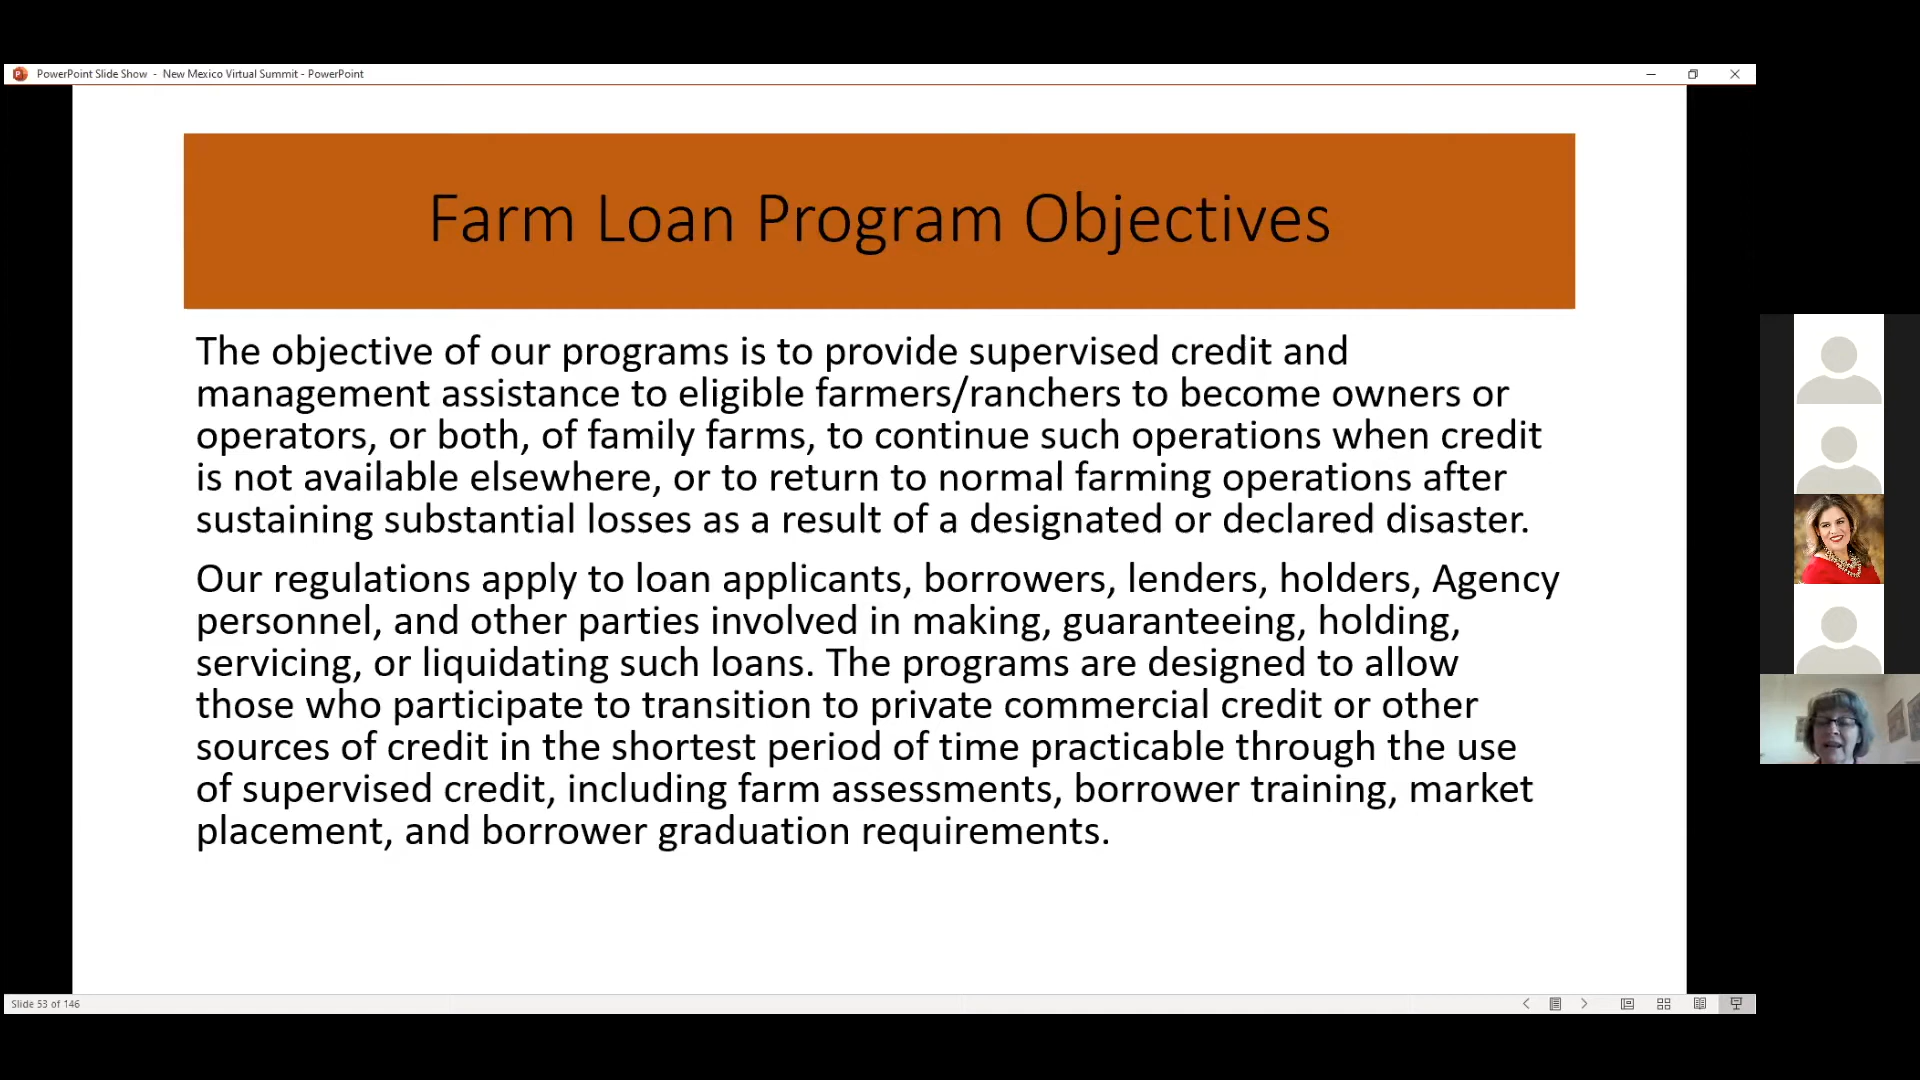 PowerPoint Slide Show - New Mexico Virtual Summit - PowerPoint
Farm Loan Program Objectives
The objective of our programs is to provide supervised credit and
management assistance to eligible farmers/ranchers to become owners or
operators, or both, of family farms, to continue such operations when credit
is not available elsewhere, or to return to normal farming operations after
sustaining substantial losses as a result of a designated or declared disaster.
Our regulations apply to loan applicants, borrowers, lenders, holders, Agency
personnel, and other parties involved in making, guaranteeing, holding,
servicing, or liquidating such loans. The programs are designed to allow
those who participate to transition to private commercial credit or other
sources of credit in the shortest period of time practicable through the use
of supervised credit, including farm assessments, borrower training, market
placement, and borrower graduation requirements.
Slide 53 of 146